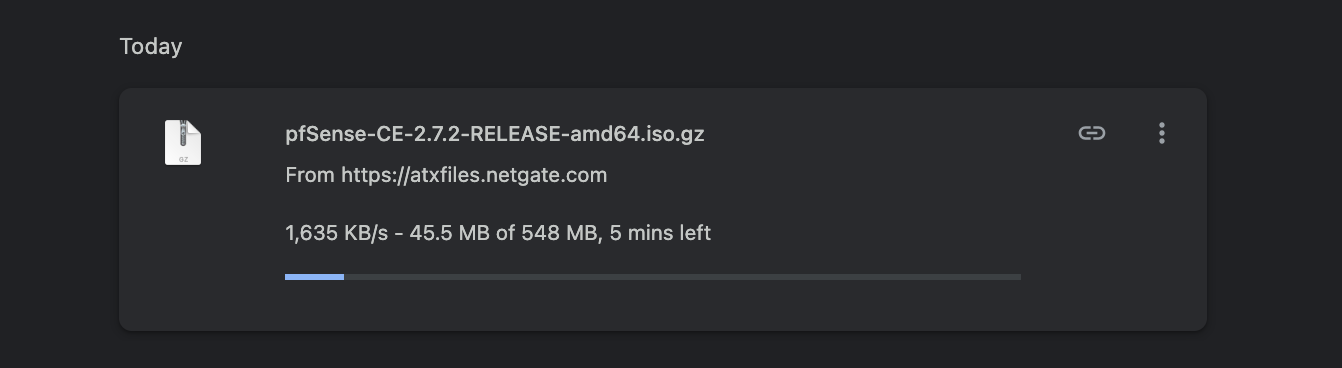 Today
pfSense-CE-2.7.2-RELEASE-amd64.iso.gz
GZ
From https://atxfiles.netgate.com
1,635 KB/s - 45.5 MB of 548 MB, 5 mins left